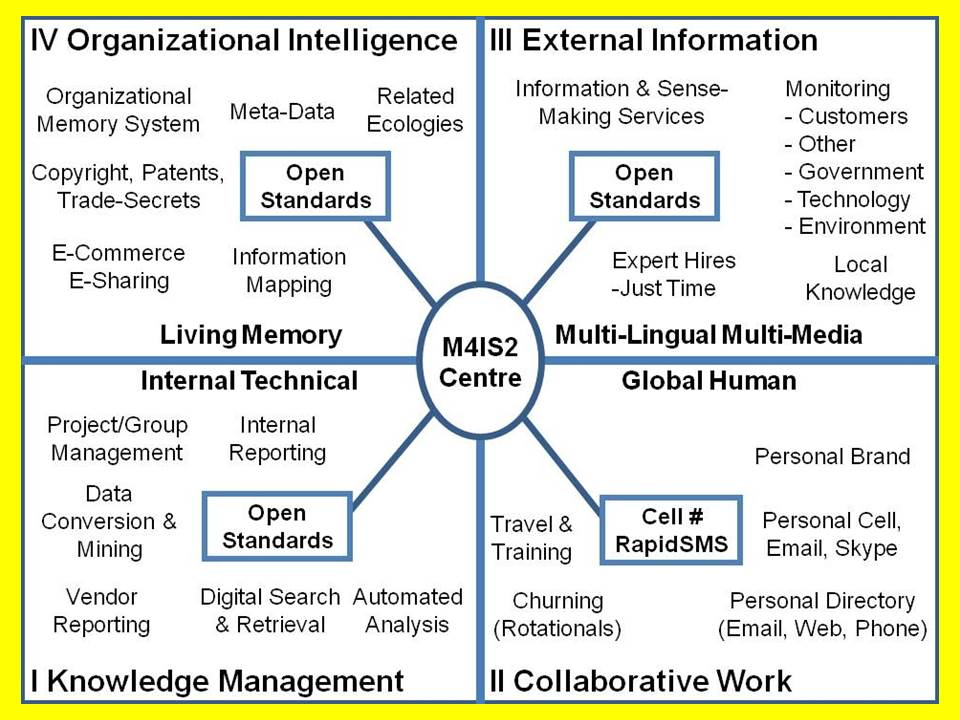 IV Organizational Intelligence
Organizational
Memory System
Meta-Data
Related
Ecologies
Copyright, Patents,
Trade-Secrets
Open
Standards
E-Commerce
E-Sharing
Information
Mapping
Living Memory
III External Information
Information & Sense-
Making Services
Monitoring
- Customers
- Other
- Government
- Technology
- Environment
Open
Standards
Expert Hires
-Just Time
Local
Knowledge
Multi-Lingual Multi-Media
M4IS2
Centre
Internal Technical
Project/Group
Management
Internal
Reporting
Data
Conversion &
Mining
Open
Standards
Vendor
Reporting
Digital Search
& Retrieval
Automated
Analysis
I Knowledge Management
Global Human
Personal Brand
Travel &
Training
Cell #
RapidSMS
Personal Cell,
Email, Skype
Churning
(Rotationals)
Personal Directory
(Email, Web, Phone)
II Collaborative Work